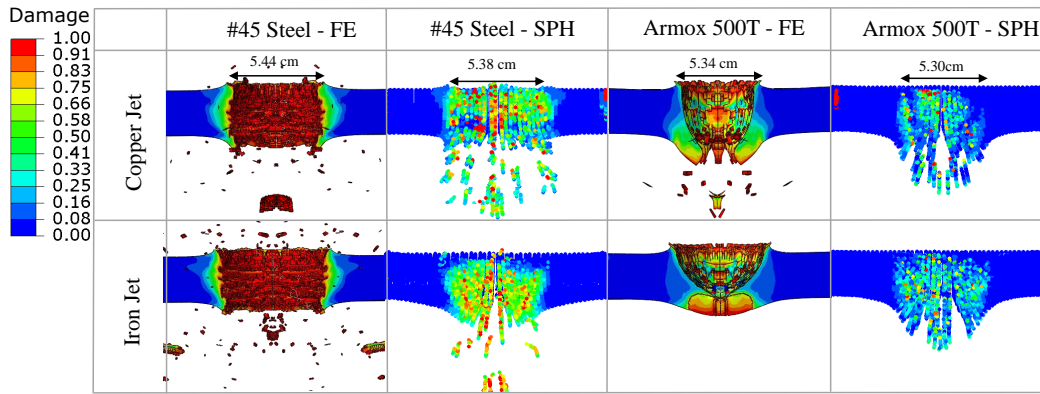 Damage
1.00
0.91
0.83
0.75
0.66
0.58
0.50
0.41
0.33
0.25
0.16
0.08
0.00
#45 Steel - FE
#45 Steel - SPH
Armox 500T - FE
Armox 500T - SPH
Copper Jet
5.44 cm
5.38 cm
5.34 cm
5.30cm
Iron Jet